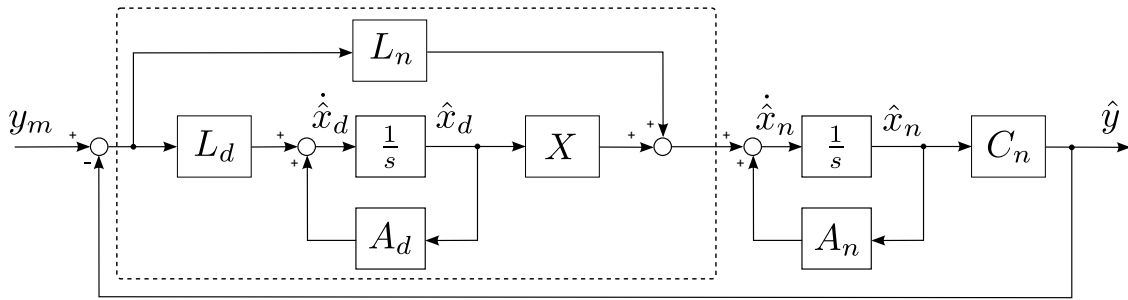 L_n
y_m + - L_d + + \dot{\hat{x}}_d 1/s \hat{x}_d X + + \dot{\hat{x}}_n + + 1/s \hat{x}_n C_n \hat{y}
A_d A_n